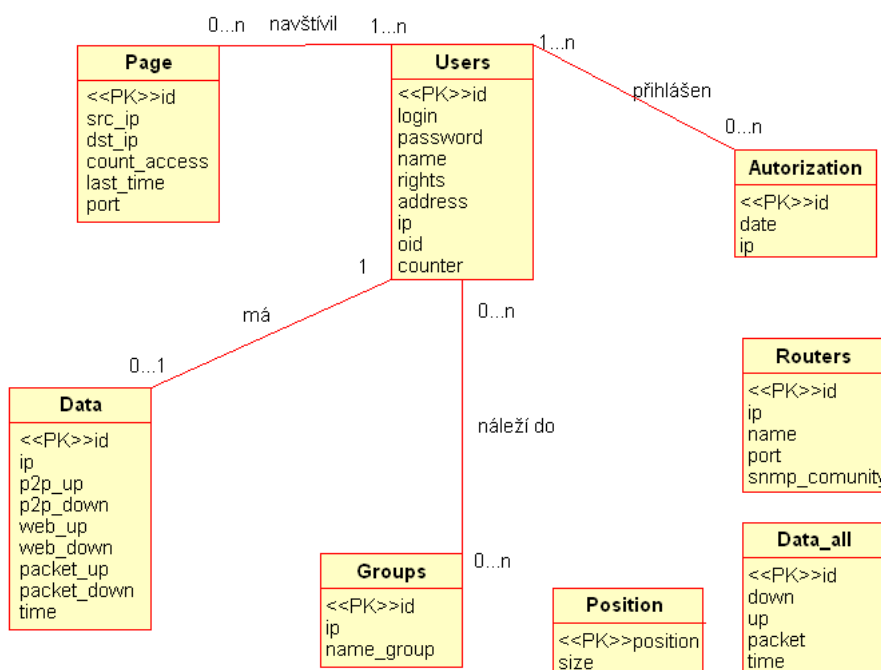 0...n
navštívil
1...n
Page
<<PK>>id
src_ip
dst_ip
count_access
last_time
port
Users
<<PK>>id
login
password
name
rights
address
ip
oid
counter
1...n
přihlášen
0...n
Autorization
<<PK>>id
date
ip
1
má
0...1
0...n
náleží do
0...n
Data
<<PK>>id
ip
p2p_up
p2p_down
web_up
web_down
packet_up
packet_down
time
Groups
<<PK>>id
ip
name_group
Position
<<PK>>position
size
Routers
<<PK>>id
ip
name
port
snmp_comunity
Data_all
<<PK>>id
down
up
packet
time